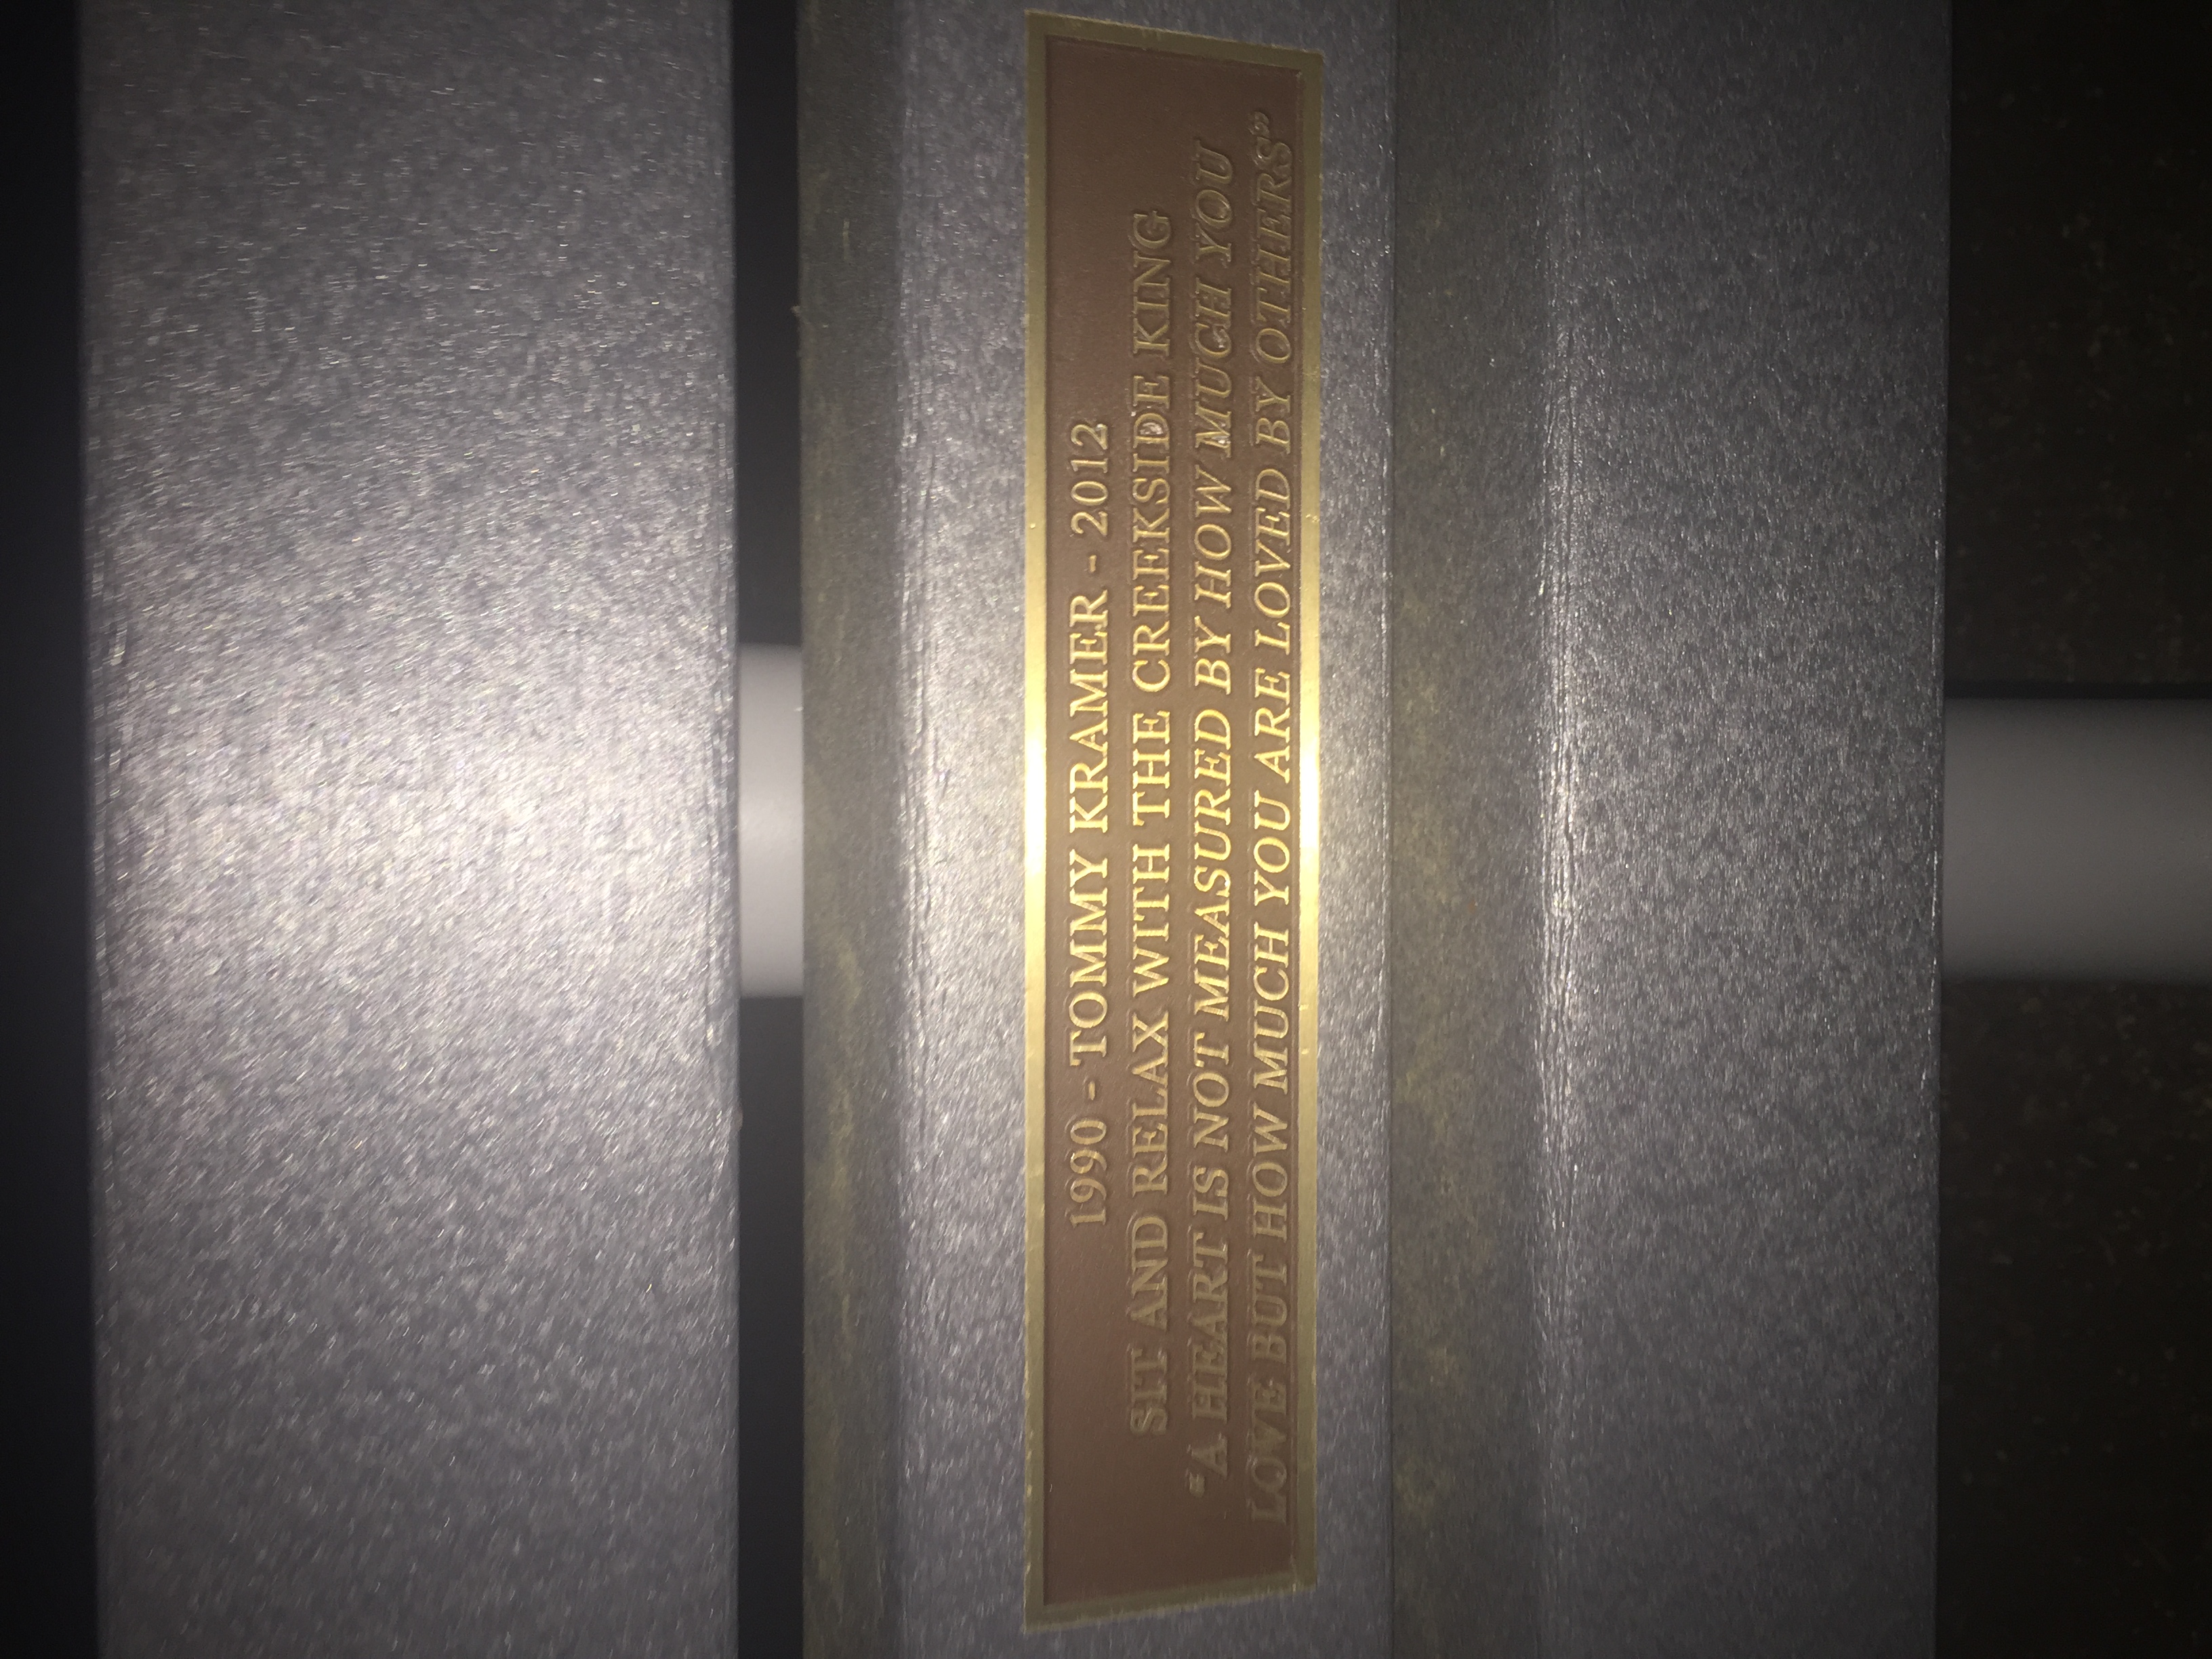 1990 - TOMMY KRAMER - 2012
SIT AND RELAX WITH THE CREEKSIDE KING
“A HEART IS NOT MEASURED BY HOW MUCH YOU
LOVE BUT HOW MUCH YOU ARE LOVED BY OTHERS”